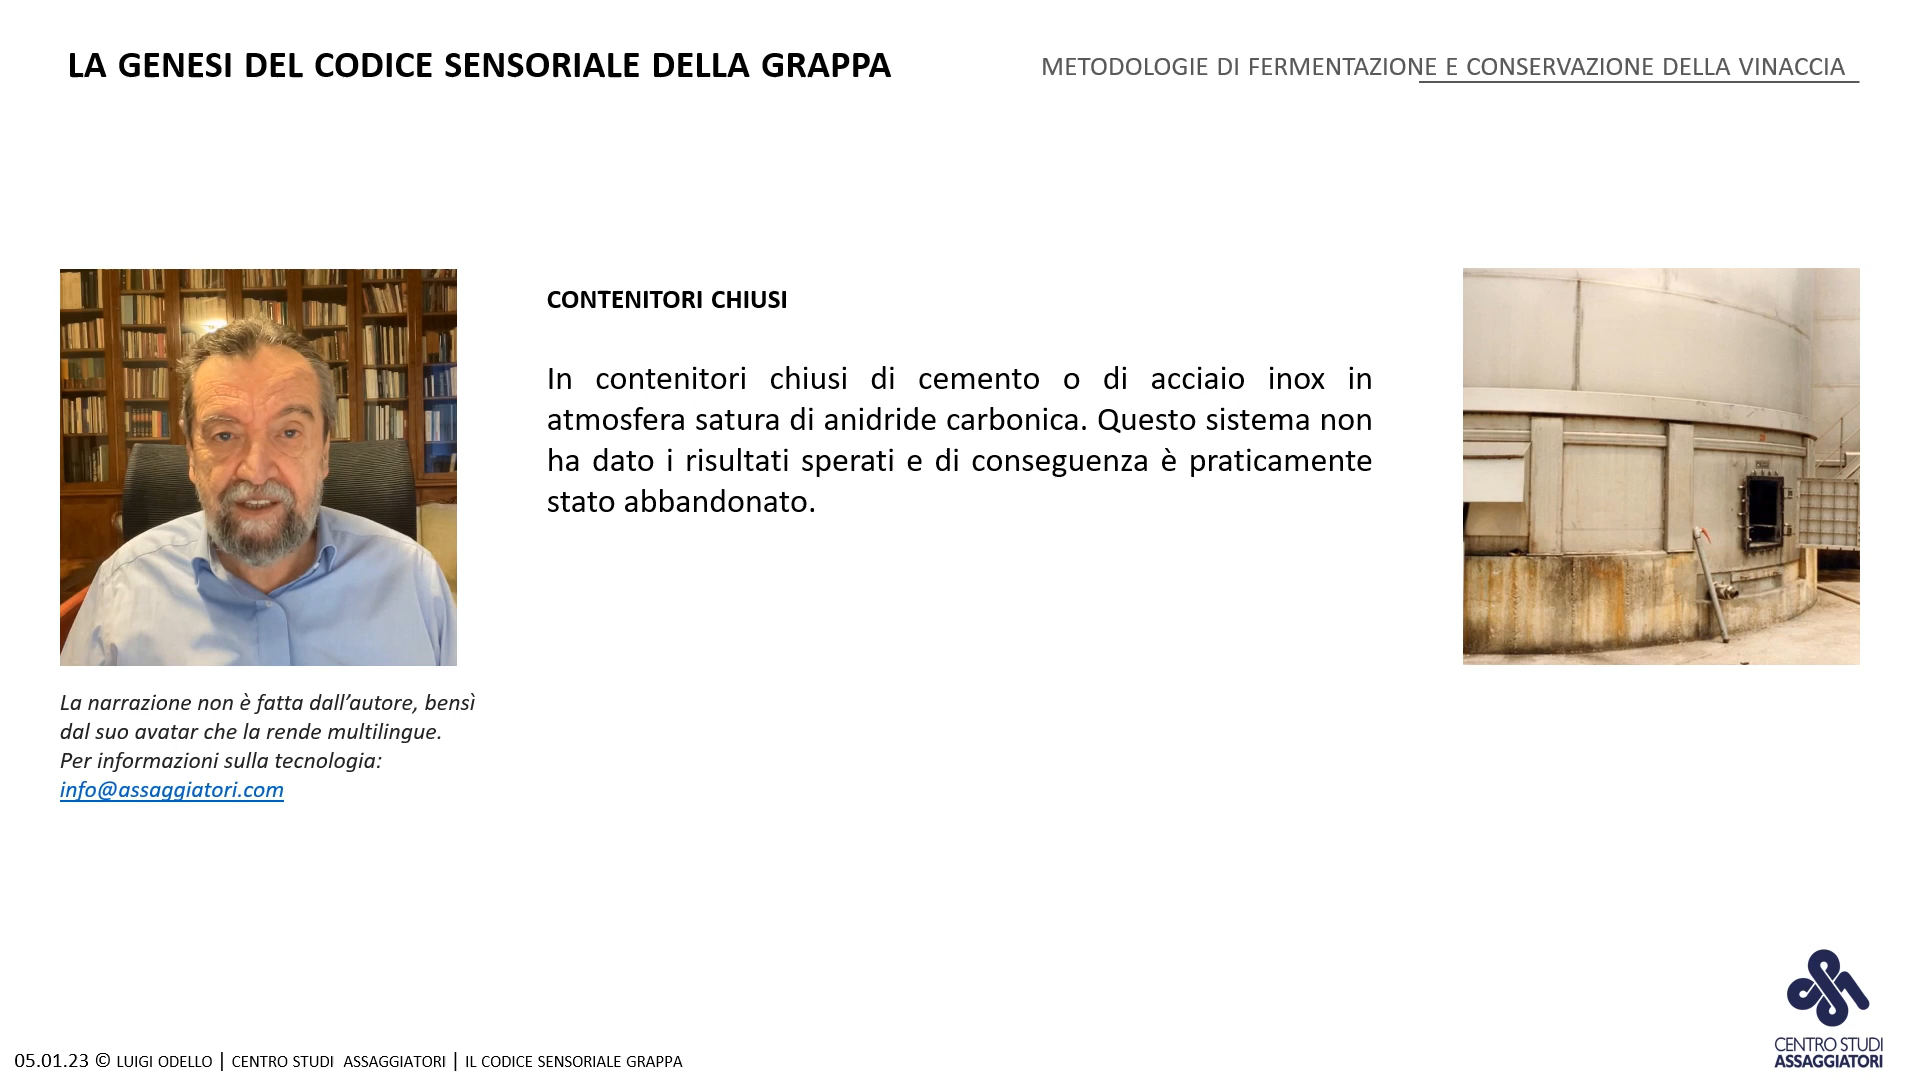 LA GENESI DEL CODICE SENSORIALE DELLA GRAPPA
METODOLOGIE DI FERMENTAZIONE E CONSERVAZIONE DELLA VINACCIA
CONTENITORI CHIUSI
In contenitori chiusi di cemento o di acciaio inox in
atmosfera satura di anidride carbonica. Questo sistema non
ha dato i risultati sperati e di conseguenza è praticamente
stato abbandonato.
La narrazione non è fatta dall’autore, bensì
dal suo avatar che la rende multilingue.
Per informazioni sulla tecnologia:
info@assaggiatori.com
CENTRO STUDI
ASSAGGIATORI
05.01.23 © LUIGI ODELLO | CENTRO STUDI ASSAGGIATORI | IL CODICE SENSORIALE GRAPPA